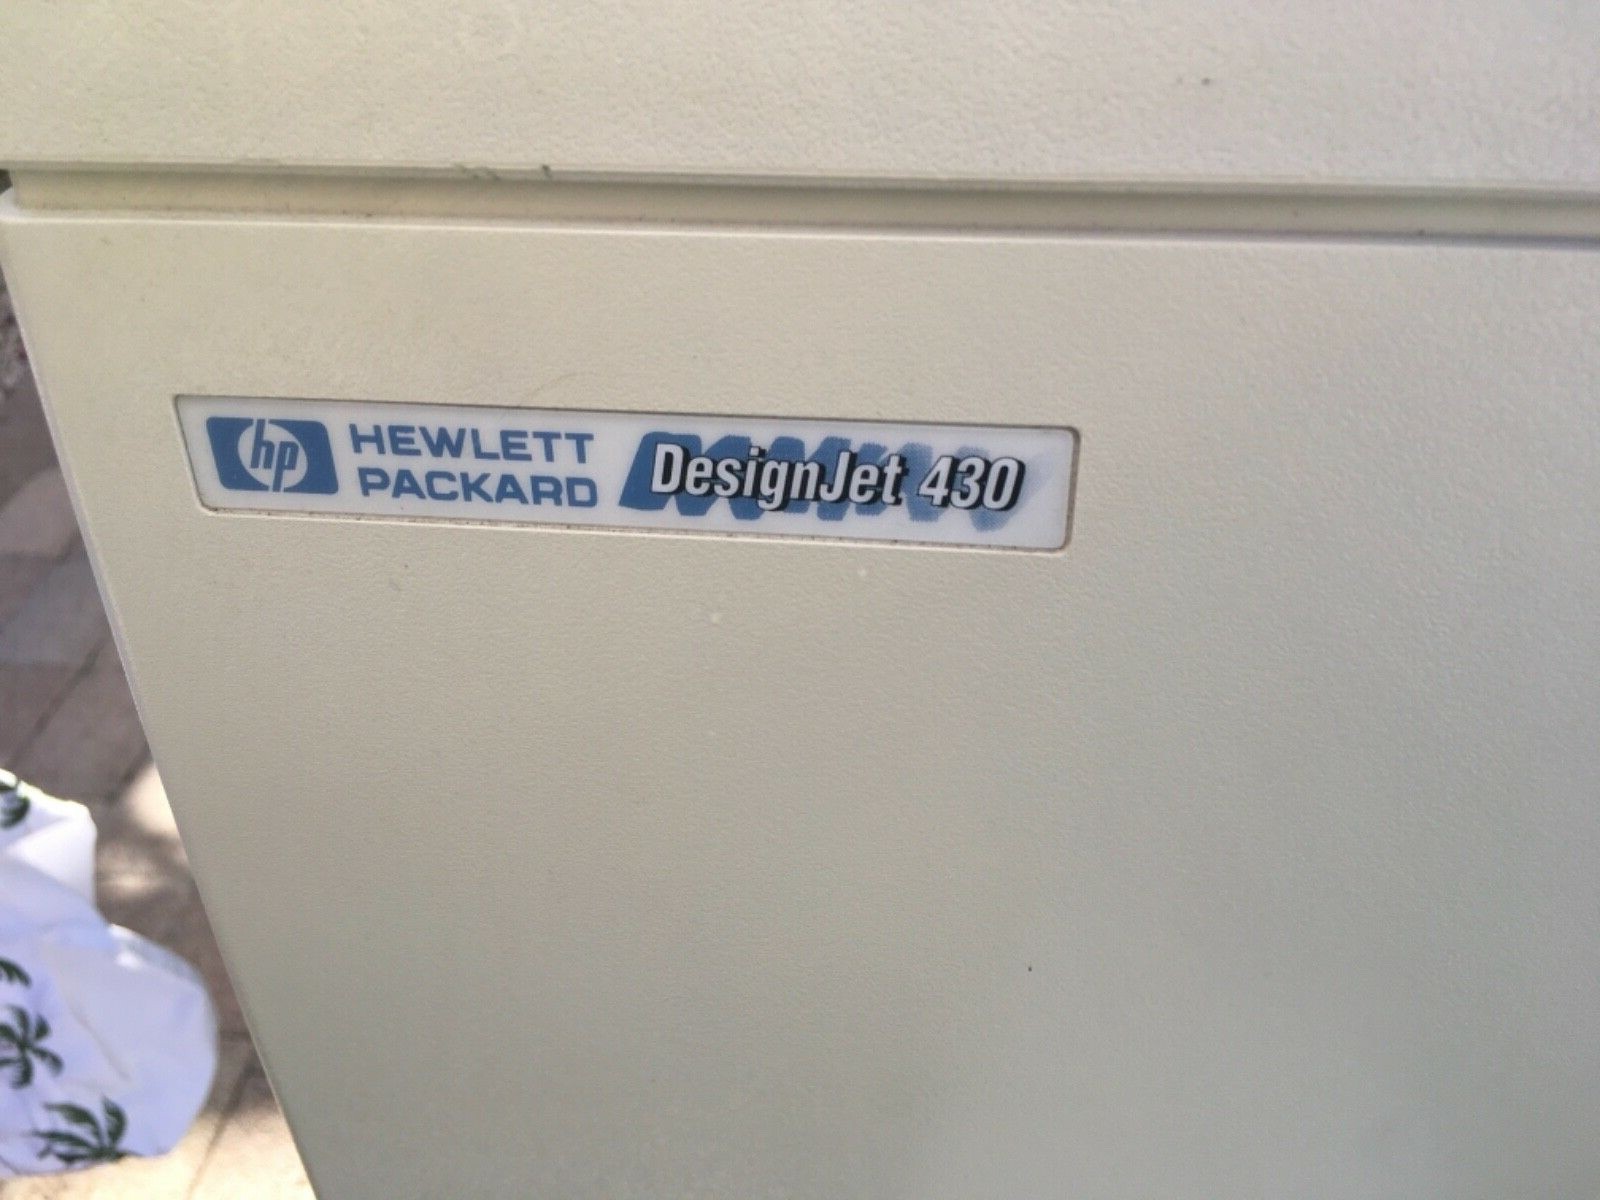 hp HEWLETT
PACKARD
DesignJet 430